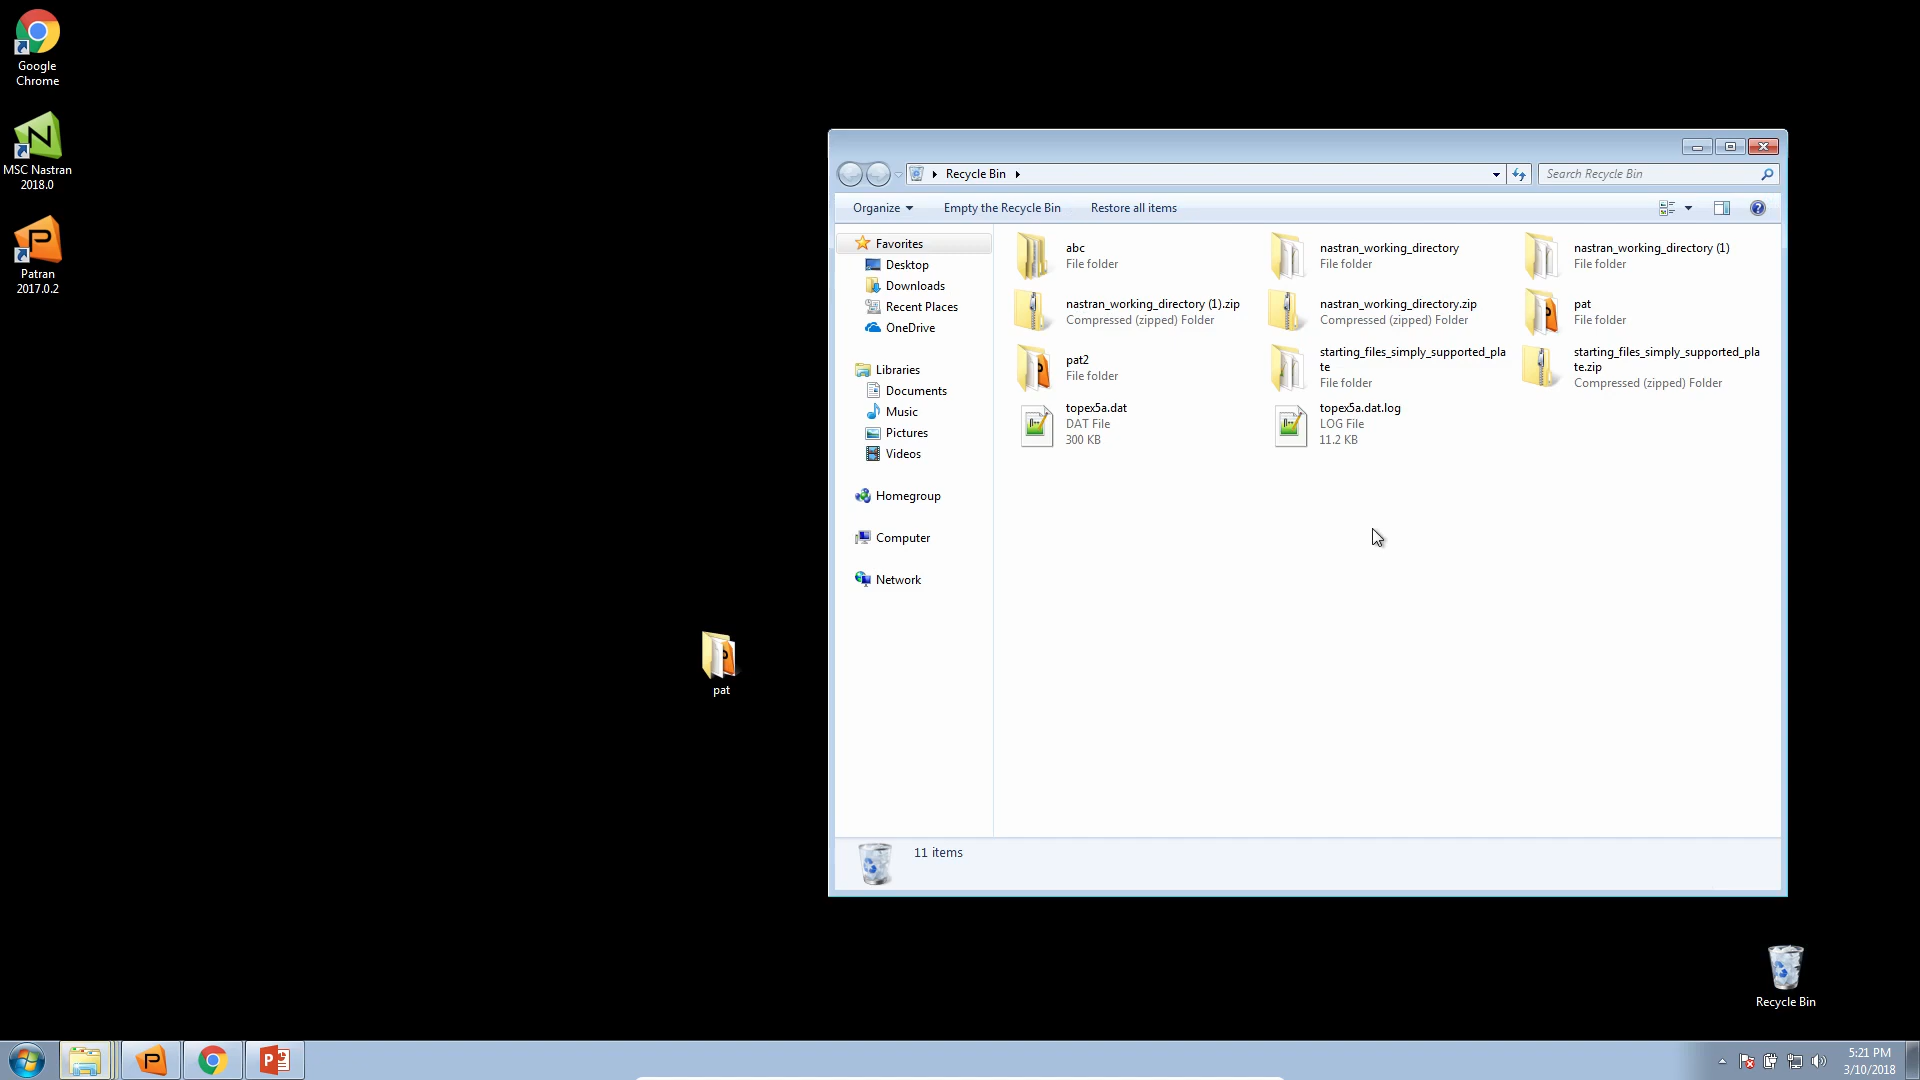 Google
Chrome
MSC Nastran
2018.0
Patran
2017.0.2
pat
Recycle Bin
Search Recycle Bin
Organize
Empty the Recycle Bin
Restore all items
Favorites
Desktop
Downloads
Recent Places
OneDrive
Libraries
Documents
Music
Pictures
Videos
Homegroup
Computer
Network
abc
File folder
nastran_working_directory
File folder
nastran_working_directory (1)
File folder
nastran_working_directory (1).zip
Compressed (zipped) Folder
nastran_working_directory.zip
Compressed (zipped) Folder
pat
File folder
pat2
File folder
starting_files_simply_supported_pla
te
File folder
starting_files_simply_supported_pla
te.zip
Compressed (zipped) Folder
topex5a.dat
DAT File
300 KB
topex5a.dat.log
LOG File
11.2 KB
11 items
Recycle Bin
5:21 PM
3/10/2018